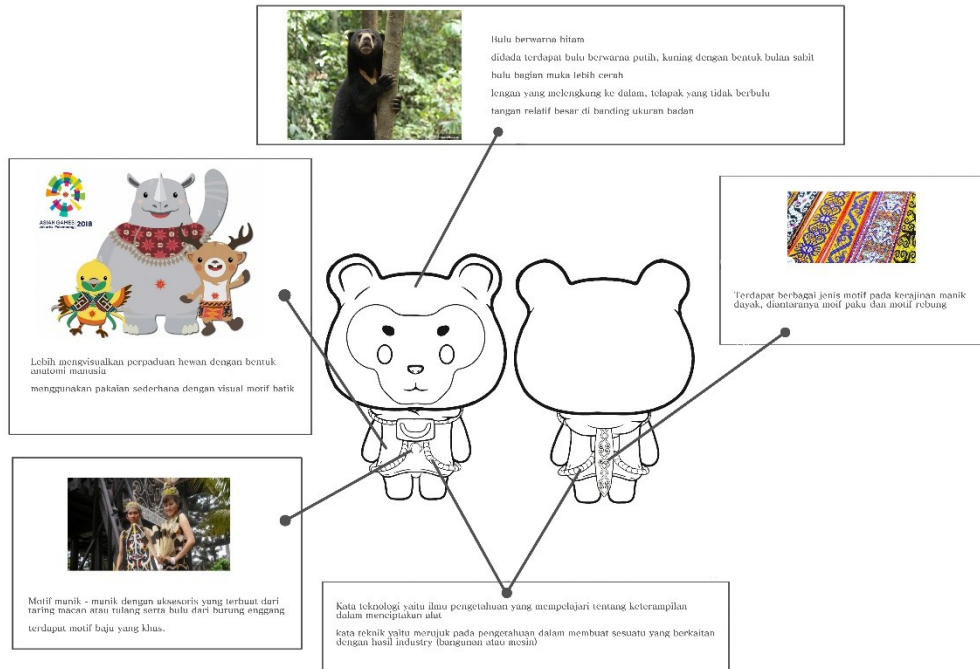 Bulu berwarna hitam
didada terdapat bulu berwarna putih, kuning dengan bentuk bulan sabit
bulu bagian muka lebih cerah
lengan yang melengkung ke dalam, telapak yang tidak berbulu
tangan relatif besar di banding ukuran badan
ASIAN GAMES 2018
Jakarta Palembang
Lebih mengvisualkan perpaduan hewan dengan bentuk
anatomi manusia
menggunakan pakaian sederhana dengan visual motif batik
Terdapat berbagai jenis motif pada kerajinan manik
dayak, diantaranya moif paku dan motif rebung
Motif manik - manik dengan aksesoris yang terbuat dari
taring macan atau tulang serta bulu dari burung enggang
terdapat motif baju yang khas.
Kata teknologi yaitu ilmu pengetahuan yang mempelajari tentang keterampilan
dalam menciptakan alat
kata teknik yaitu merujuk pada pengetahuan dalam membuat sesuatu yang berkaitan
dengan hasil industry (bangunan atau mesin)